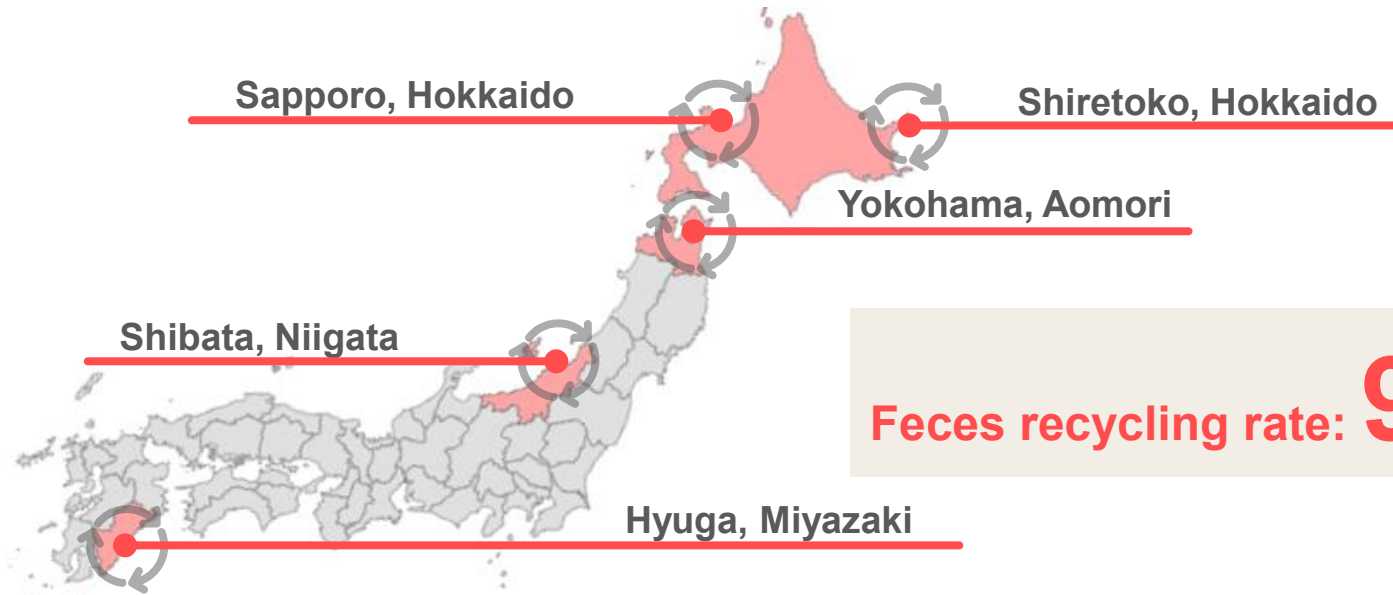 Sapporo, Hokkaido
Shiretoko, Hokkaido
Yokohama, Aomori
Shibata, Niigata
Feces recycling rate:
Hyuga, Miyazaki